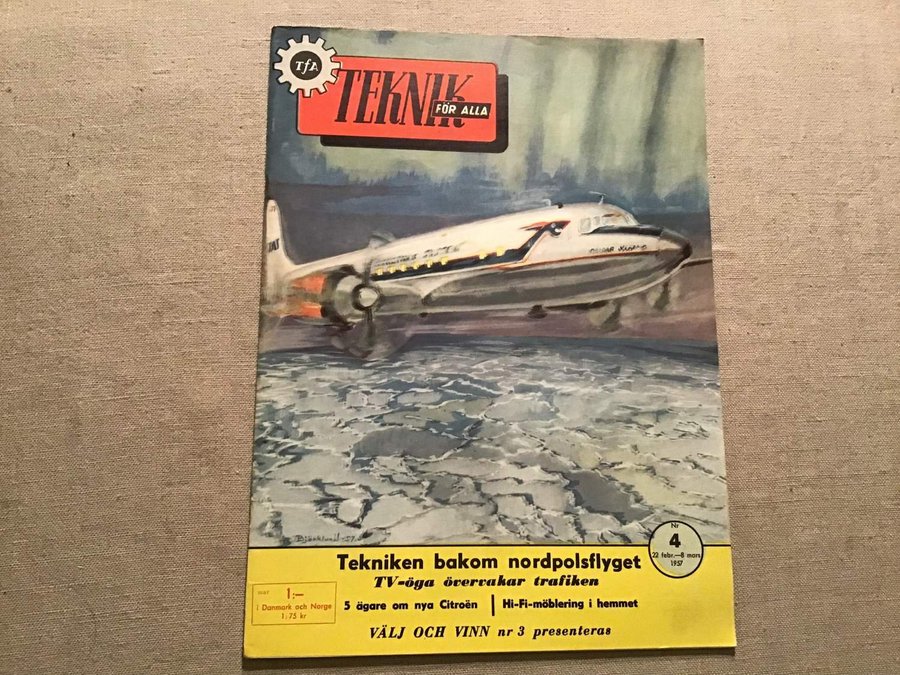 TfA
TEKNIK
FÖR ALLA
Björklund-57
Nr
4
22 febr.—8 mars
1957
Tekniken bakom nordpolsflyget
TV-öga övervakar trafiken
1:—
i Danmark och Norge
1,75 kr
5 ägare om nya Citroën
Hi-Fi-möblering i hemmet
VÄLJ OCH VINN nr 3 presenteras